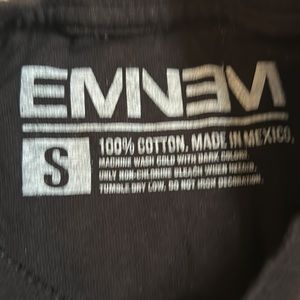 EMINƎM
S
100% COTTON. MADE IN MEXICO.
MACHINE WASH COLD WITH DARK COLORS.
ONLY NON-CHLORINE BLEACH WHEN NEEDED.
TUMBLE DRY LOW. DO NOT IRON DECORATION.